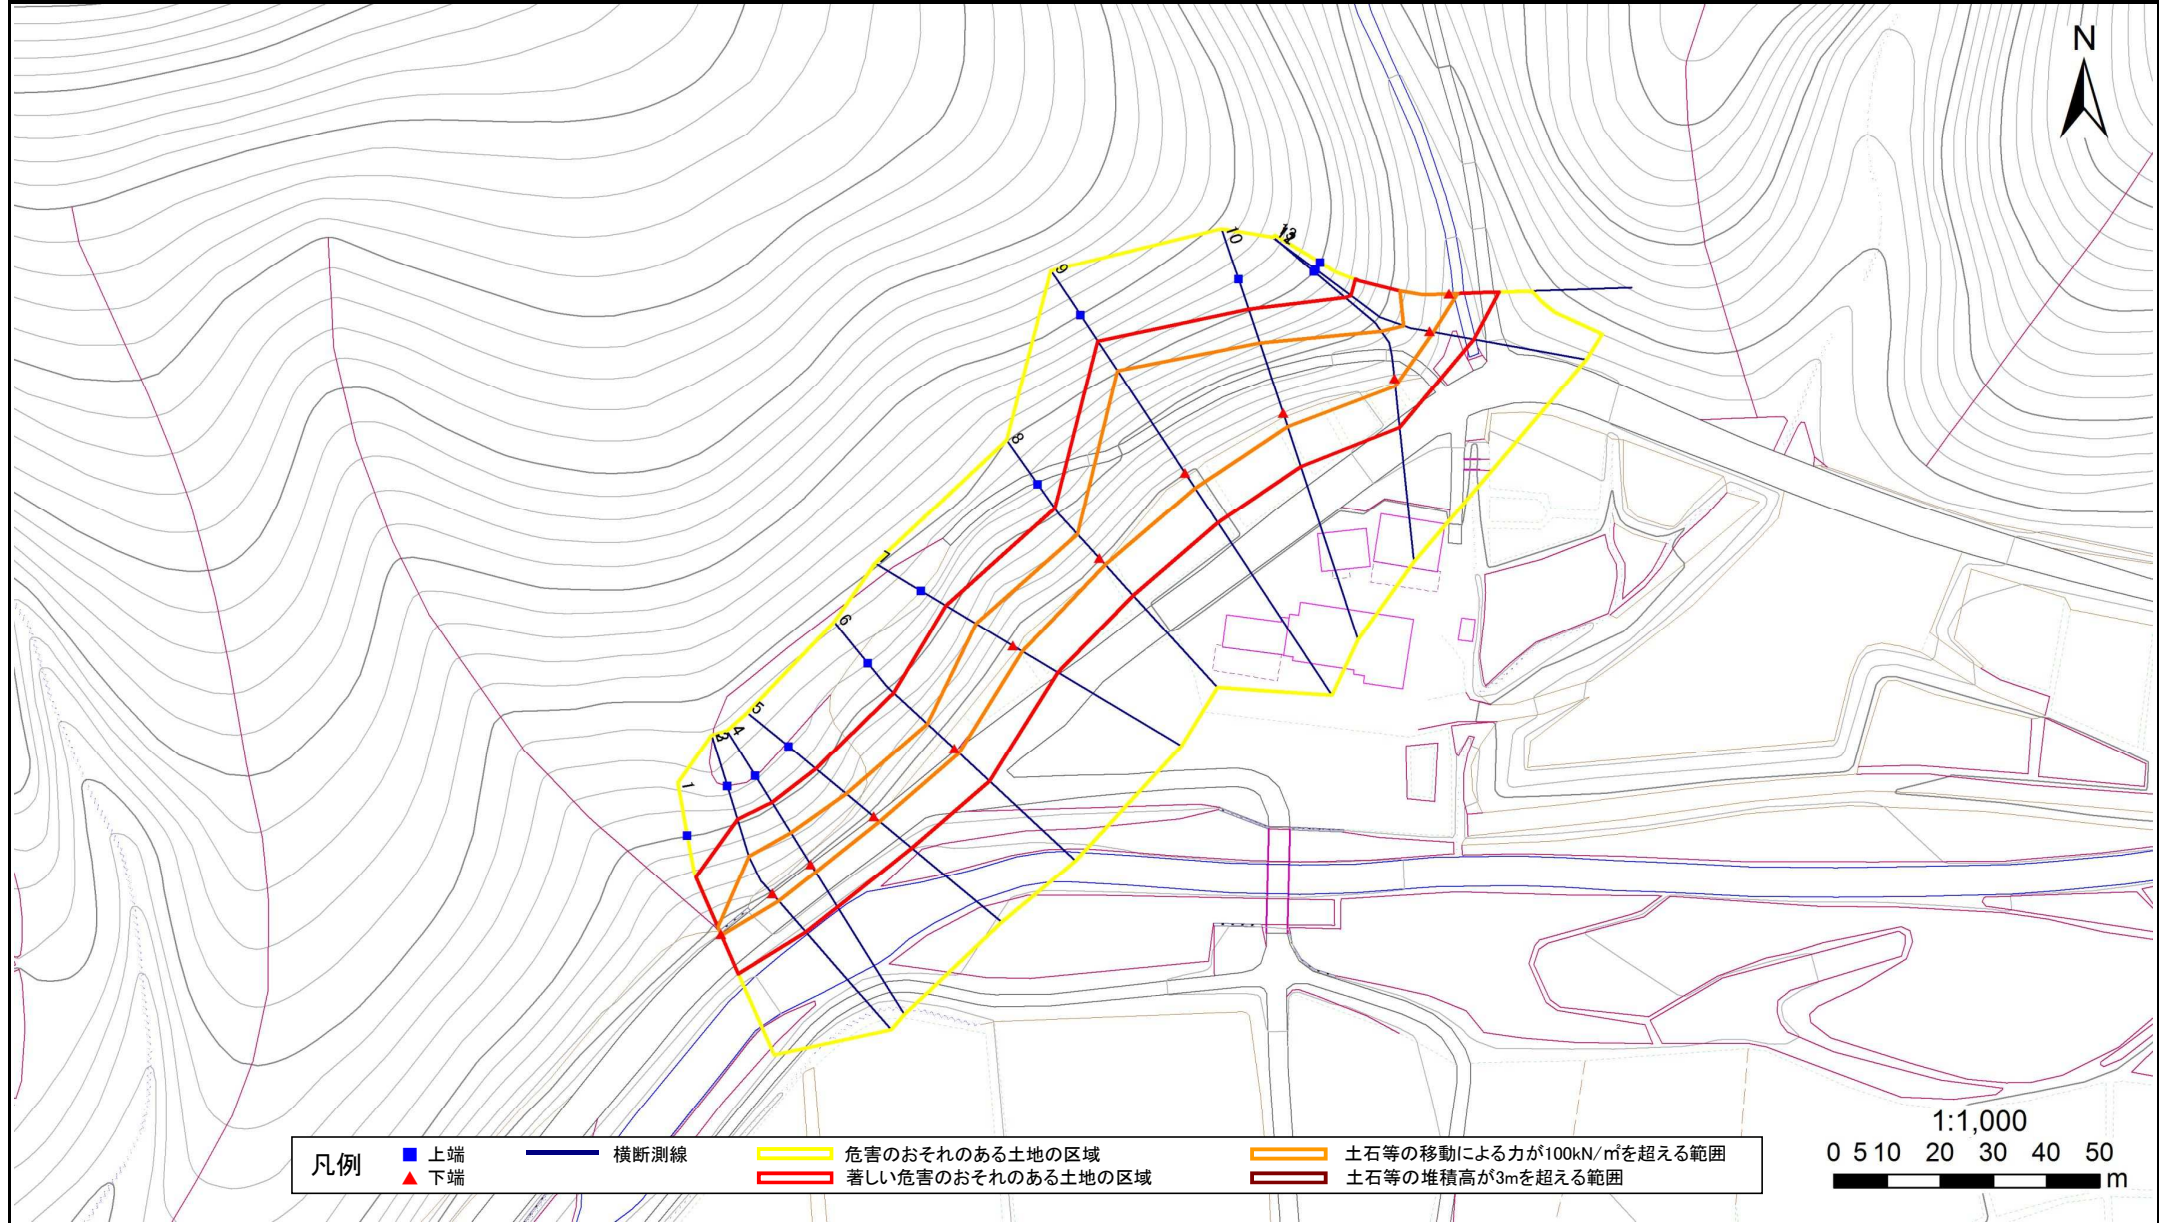 N
10
9
8
7
6
5
4
1
1:1,000
0 5 10 20 30 40 50
m
凡例
上端
横断測線
危害のおそれのある土地の区域
土石等の移動による力が100kN/㎡を超える範囲
下端
著しい危害のおそれのある土地の区域
土石等の堆積高が3mを超える範囲